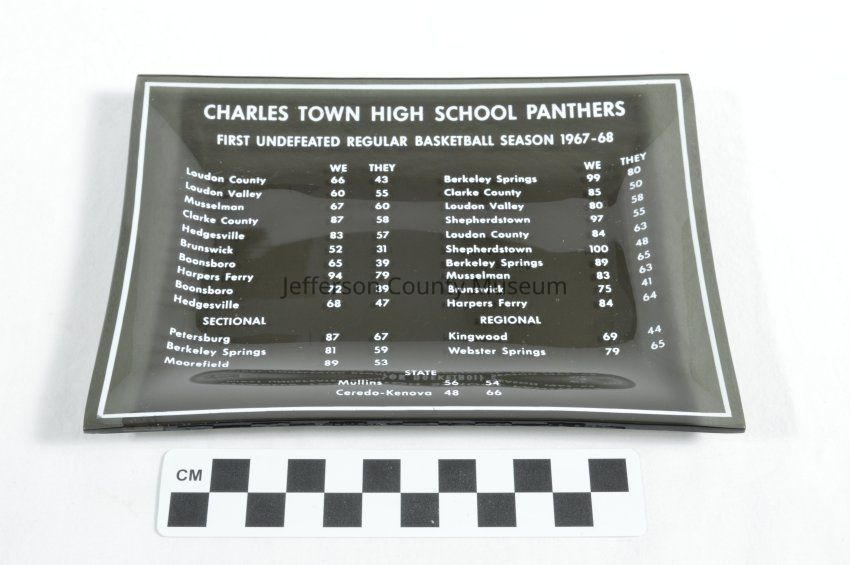 CHARLES TOWN HIGH SCHOOL PANTHERS
FIRST UNDEFEATED REGULAR BASKETBALL SEASON 1967-68
WE THEY
Loudon County 66 43
Loudon Valley 60 55
Musselman 67 60
Clarke County 87 58
Hedgesville 83 57
Brunswick 52 31
Boonsboro 65 39
Harpers Ferry 94 79
Boonsboro 72 39
Hedgesville 68 47
WE THEY
Berkeley Springs 99 80
Clarke County 85 50
Loudon Valley 80 58
Shepherdstown 97 55
Loudon County 84 63
Shepherdstown 100 48
Berkeley Springs 89 65
Musselman 83 63
Brunswick 75 41
Harpers Ferry 84 64
SECTIONAL
Petersburg 87 67
Berkeley Springs 81 59
Moorefield 89 53
REGIONAL
Kingwood 69 44
Webster Springs 79 65
STATE
Mullins 56 54
Ceredo-Kenova 48 66
Jefferson County Museum
CM